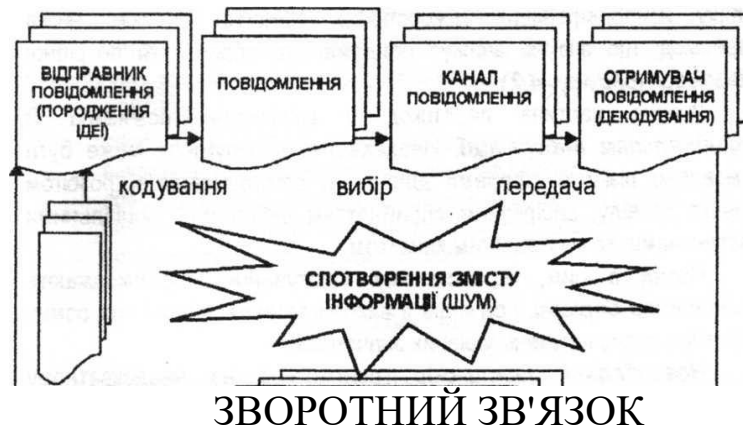 ВІДПРАВНИК
ПОВІДОМЛЕННЯ
(ПОРОДЖЕННЯ
ІДЕЇ)
ПОВІДОМЛЕННЯ
КАНАЛ
ПОВІДОМЛЕННЯ
ОТРИМУВАЧ
ПОВІДОМЛЕННЯ
(ДЕКОДУВАННЯ)
кодування
вибір
передача
СПОТВОРЕННЯ ЗМІСТУ
ІНФОРМАЦІЇ (ШУМ)
ЗВОРОТНИЙ ЗВ'ЯЗОК